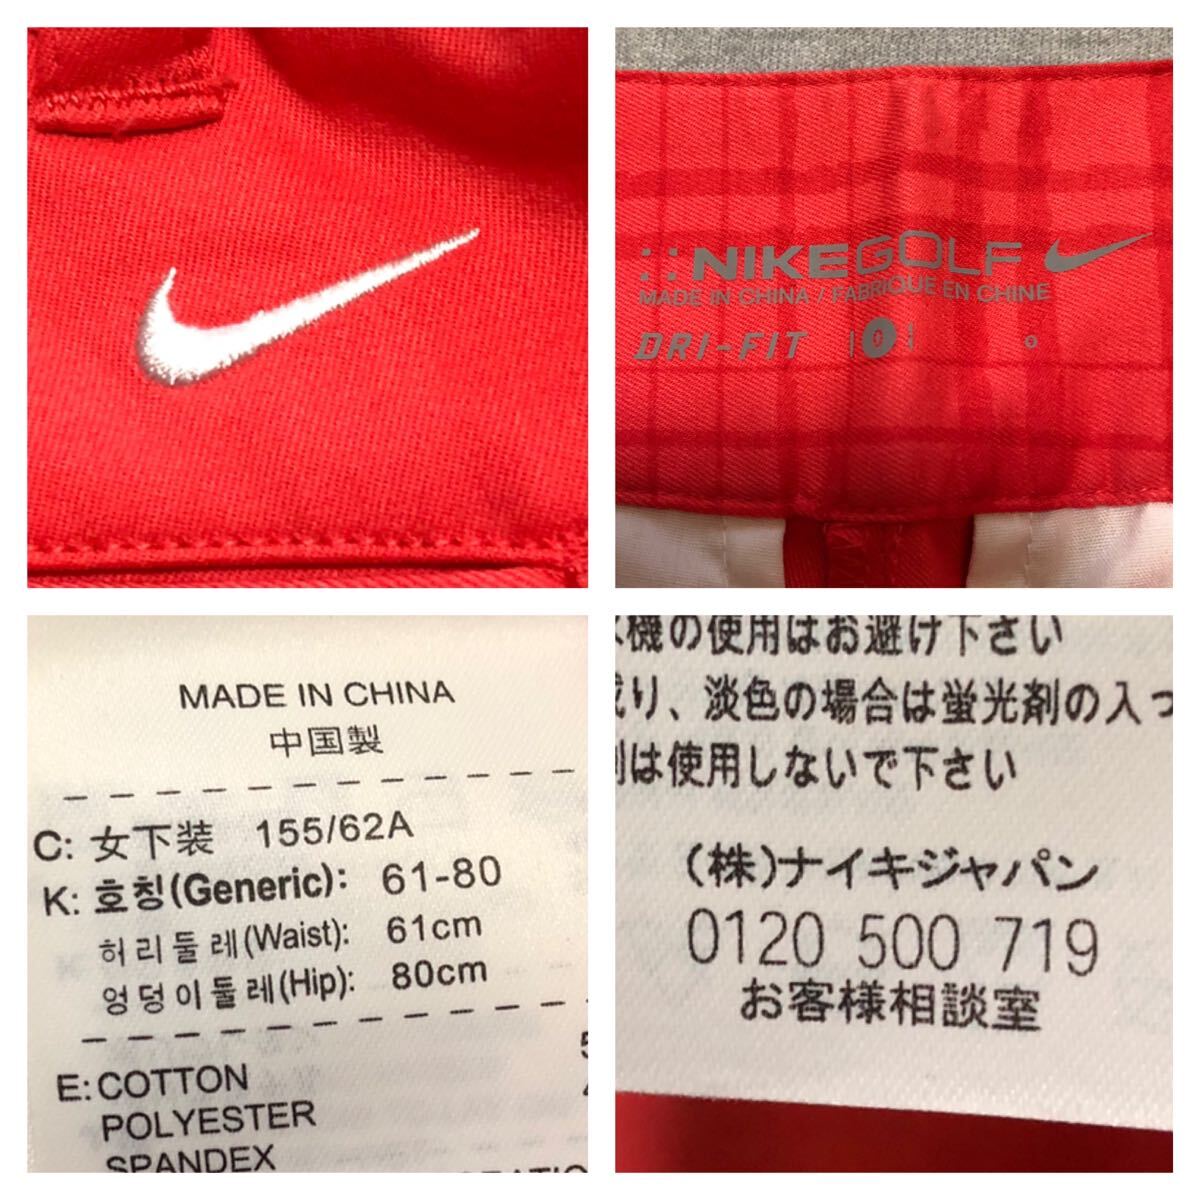 NIKEGOLF
MADE IN CHINA / FABRIQUE EN CHINE
DRI-FIT 0
MADE IN CHINA
中国製
C: 女下装 155/62A
K: 호칭(Generic): 61-80
허리둘레(Waist): 61cm
엉덩이둘레(Hip): 80cm
E: COTTON
POLYESTER
SPANDEX
機の使用はお避け下さい
り、淡色の場合は蛍光剤の入っ
は使用しないで下さい
(株)ナイキジャパン
0120 500 719
お客様相談室